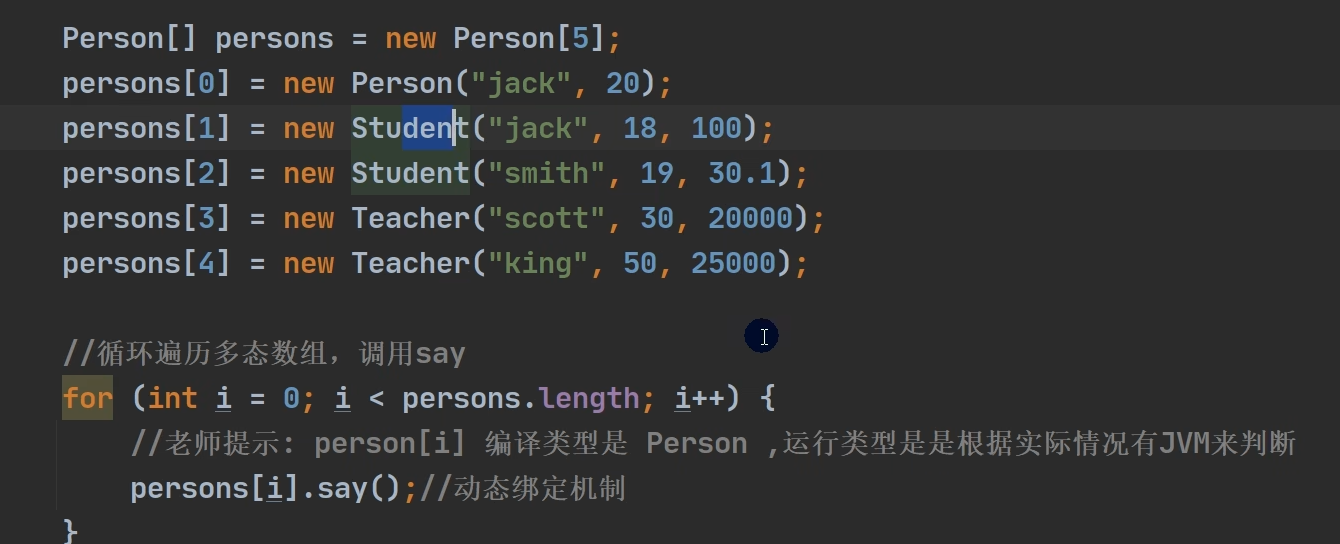 Person[] persons = new Person[5];
persons[0] = new Person("jack", 20);
persons[1] = new Student("jack", 18, 100);
persons[2] = new Student("smith", 19, 30.1);
persons[3] = new Teacher("scott", 30, 20000);
persons[4] = new Teacher("king", 50, 25000);
//循环遍历多态数组，调用say
for (int i = 0; i < persons.length; i++) {
//老师提示: person[i] 编译类型是 Person ,运行类型是是根据实际情况有JVM来判断
persons[i].say();//动态绑定机制
}